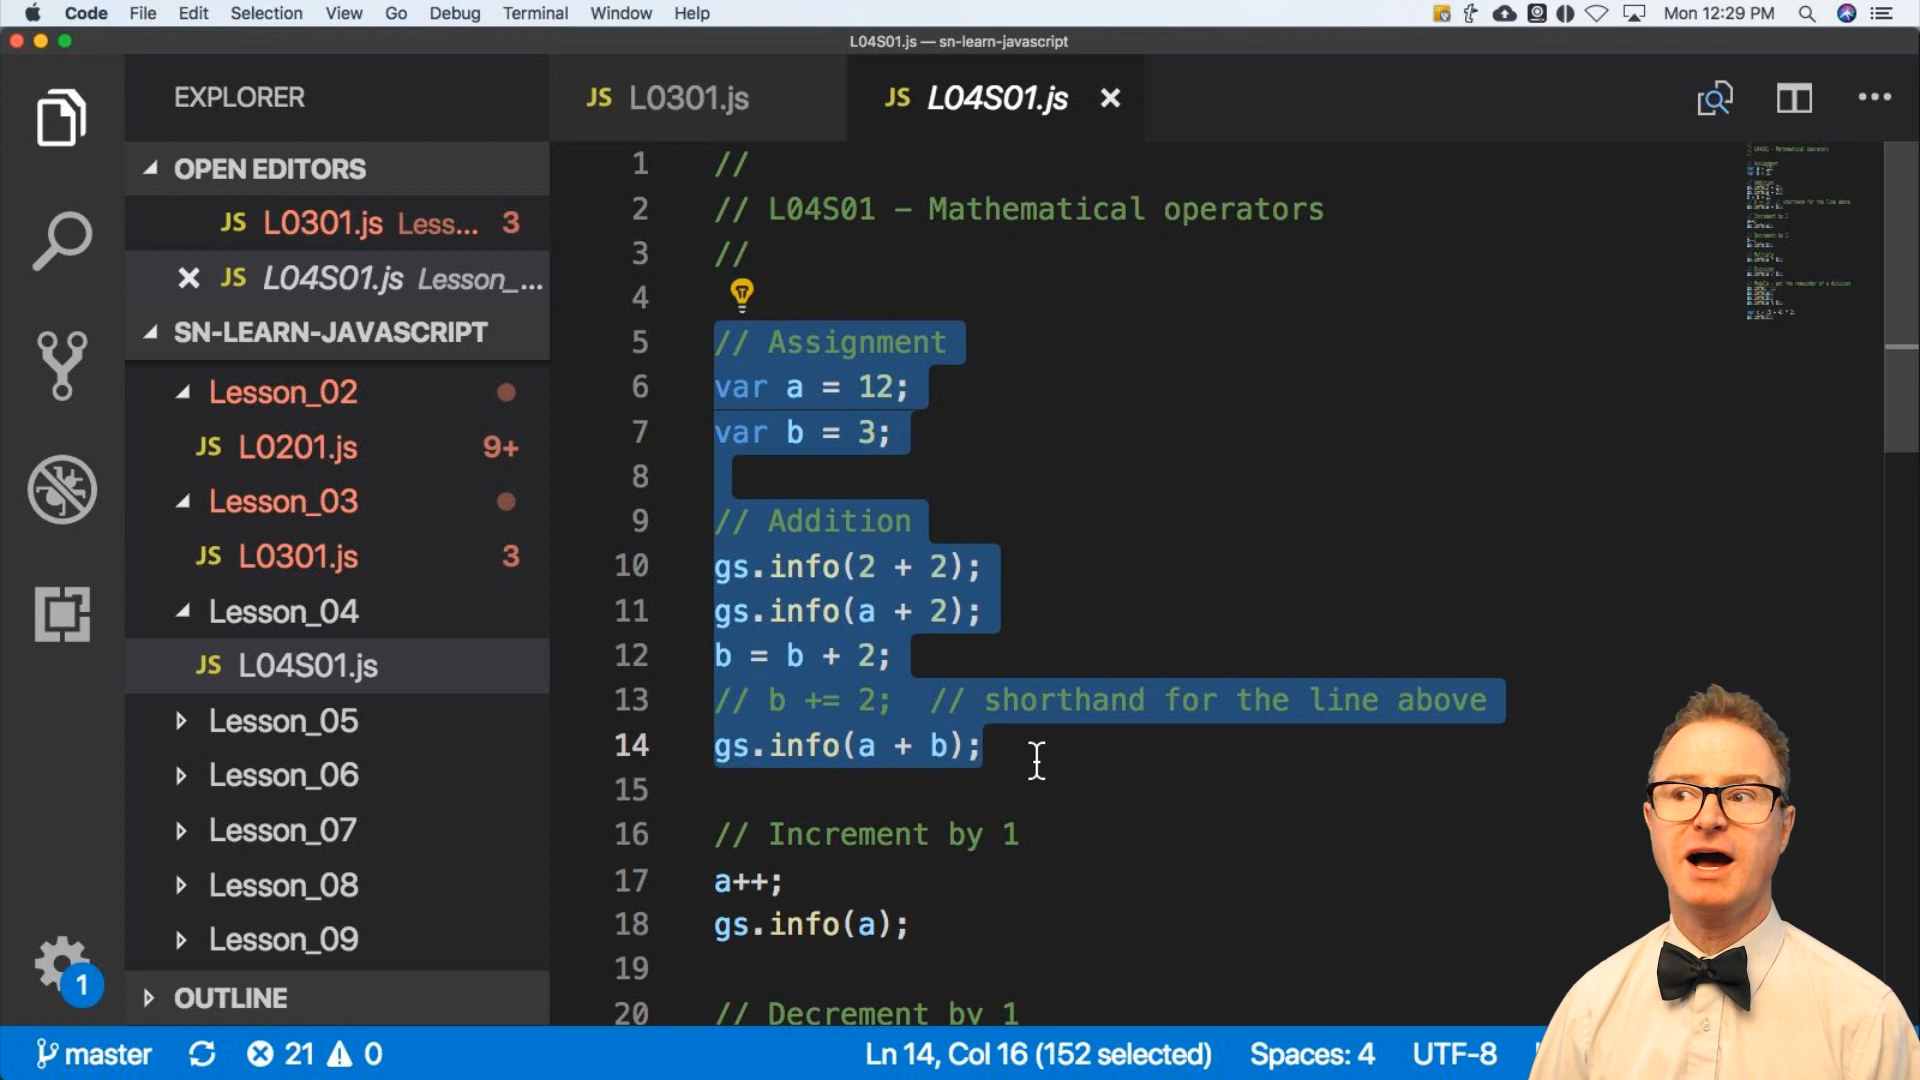 Code File Edit Selection View Go Debug Terminal Window Help Mon 12:29 PM
L04S01.js — sn-learn-javascript
EXPLORER
OPEN EDITORS
JS L0301.js Less... 3
JS L04S01.js Lesson_...
SN-LEARN-JAVASCRIPT
Lesson_02
JS L0201.js 9+
Lesson_03
JS L0301.js 3
Lesson_04
JS L04S01.js
Lesson_05
Lesson_06
Lesson_07
Lesson_08
Lesson_09
OUTLINE
1
JS L0301.js JS L04S01.js
1 //
2 // L04S01 – Mathematical operators
3 //
4
5 // Assignment
6 var a = 12;
7 var b = 3;
8
9 // Addition
10 gs.info(2 + 2);
11 gs.info(a + 2);
12 b = b + 2;
13 // b += 2;  // shorthand for the line above
14 gs.info(a + b);
15
16 // Increment by 1
17 a++;
18 gs.info(a);
19
20 // Decrement by 1
master 21 0 Ln 14, Col 16 (152 selected) Spaces: 4 UTF-8